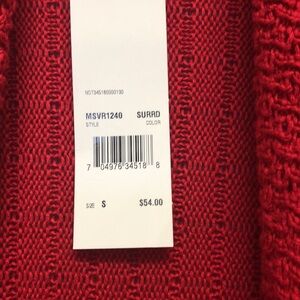 MSVR1240 SURRD
STYLE COLOR
7 04976 34518 8
SIZE S $54.00